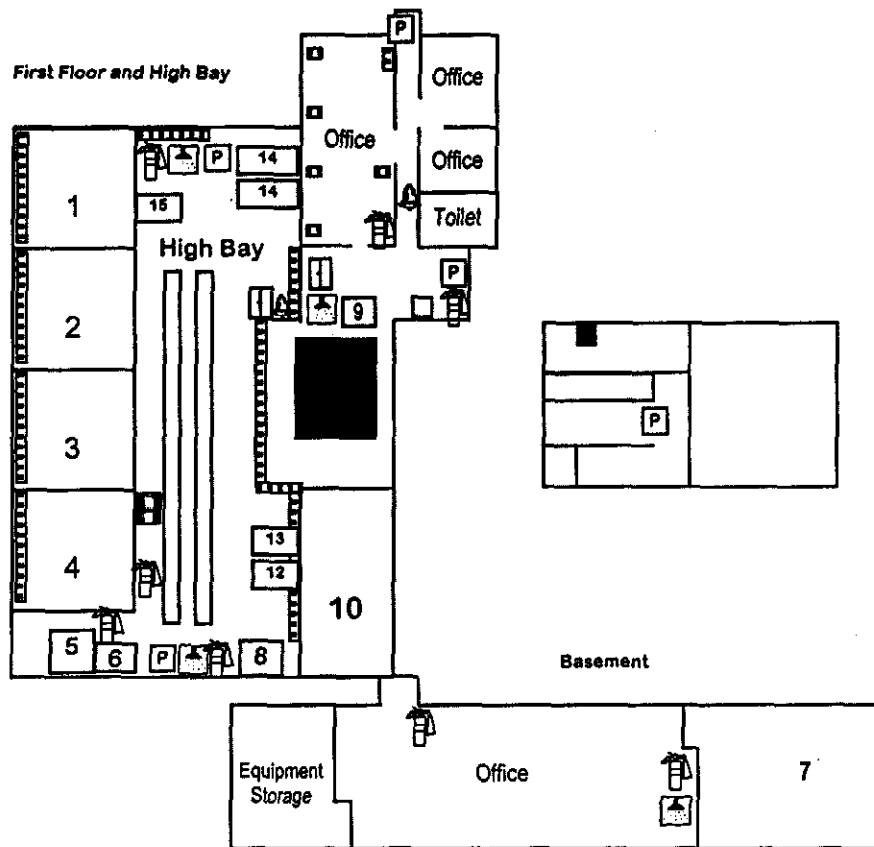 P
First Floor and High Bay
Office
Office
Office
P
14
14
1
15
Toilet
High Bay
P
2
9
P
3
13
4
12
10
5
6
P
8
Basement
Equipment
Storage
Office
7